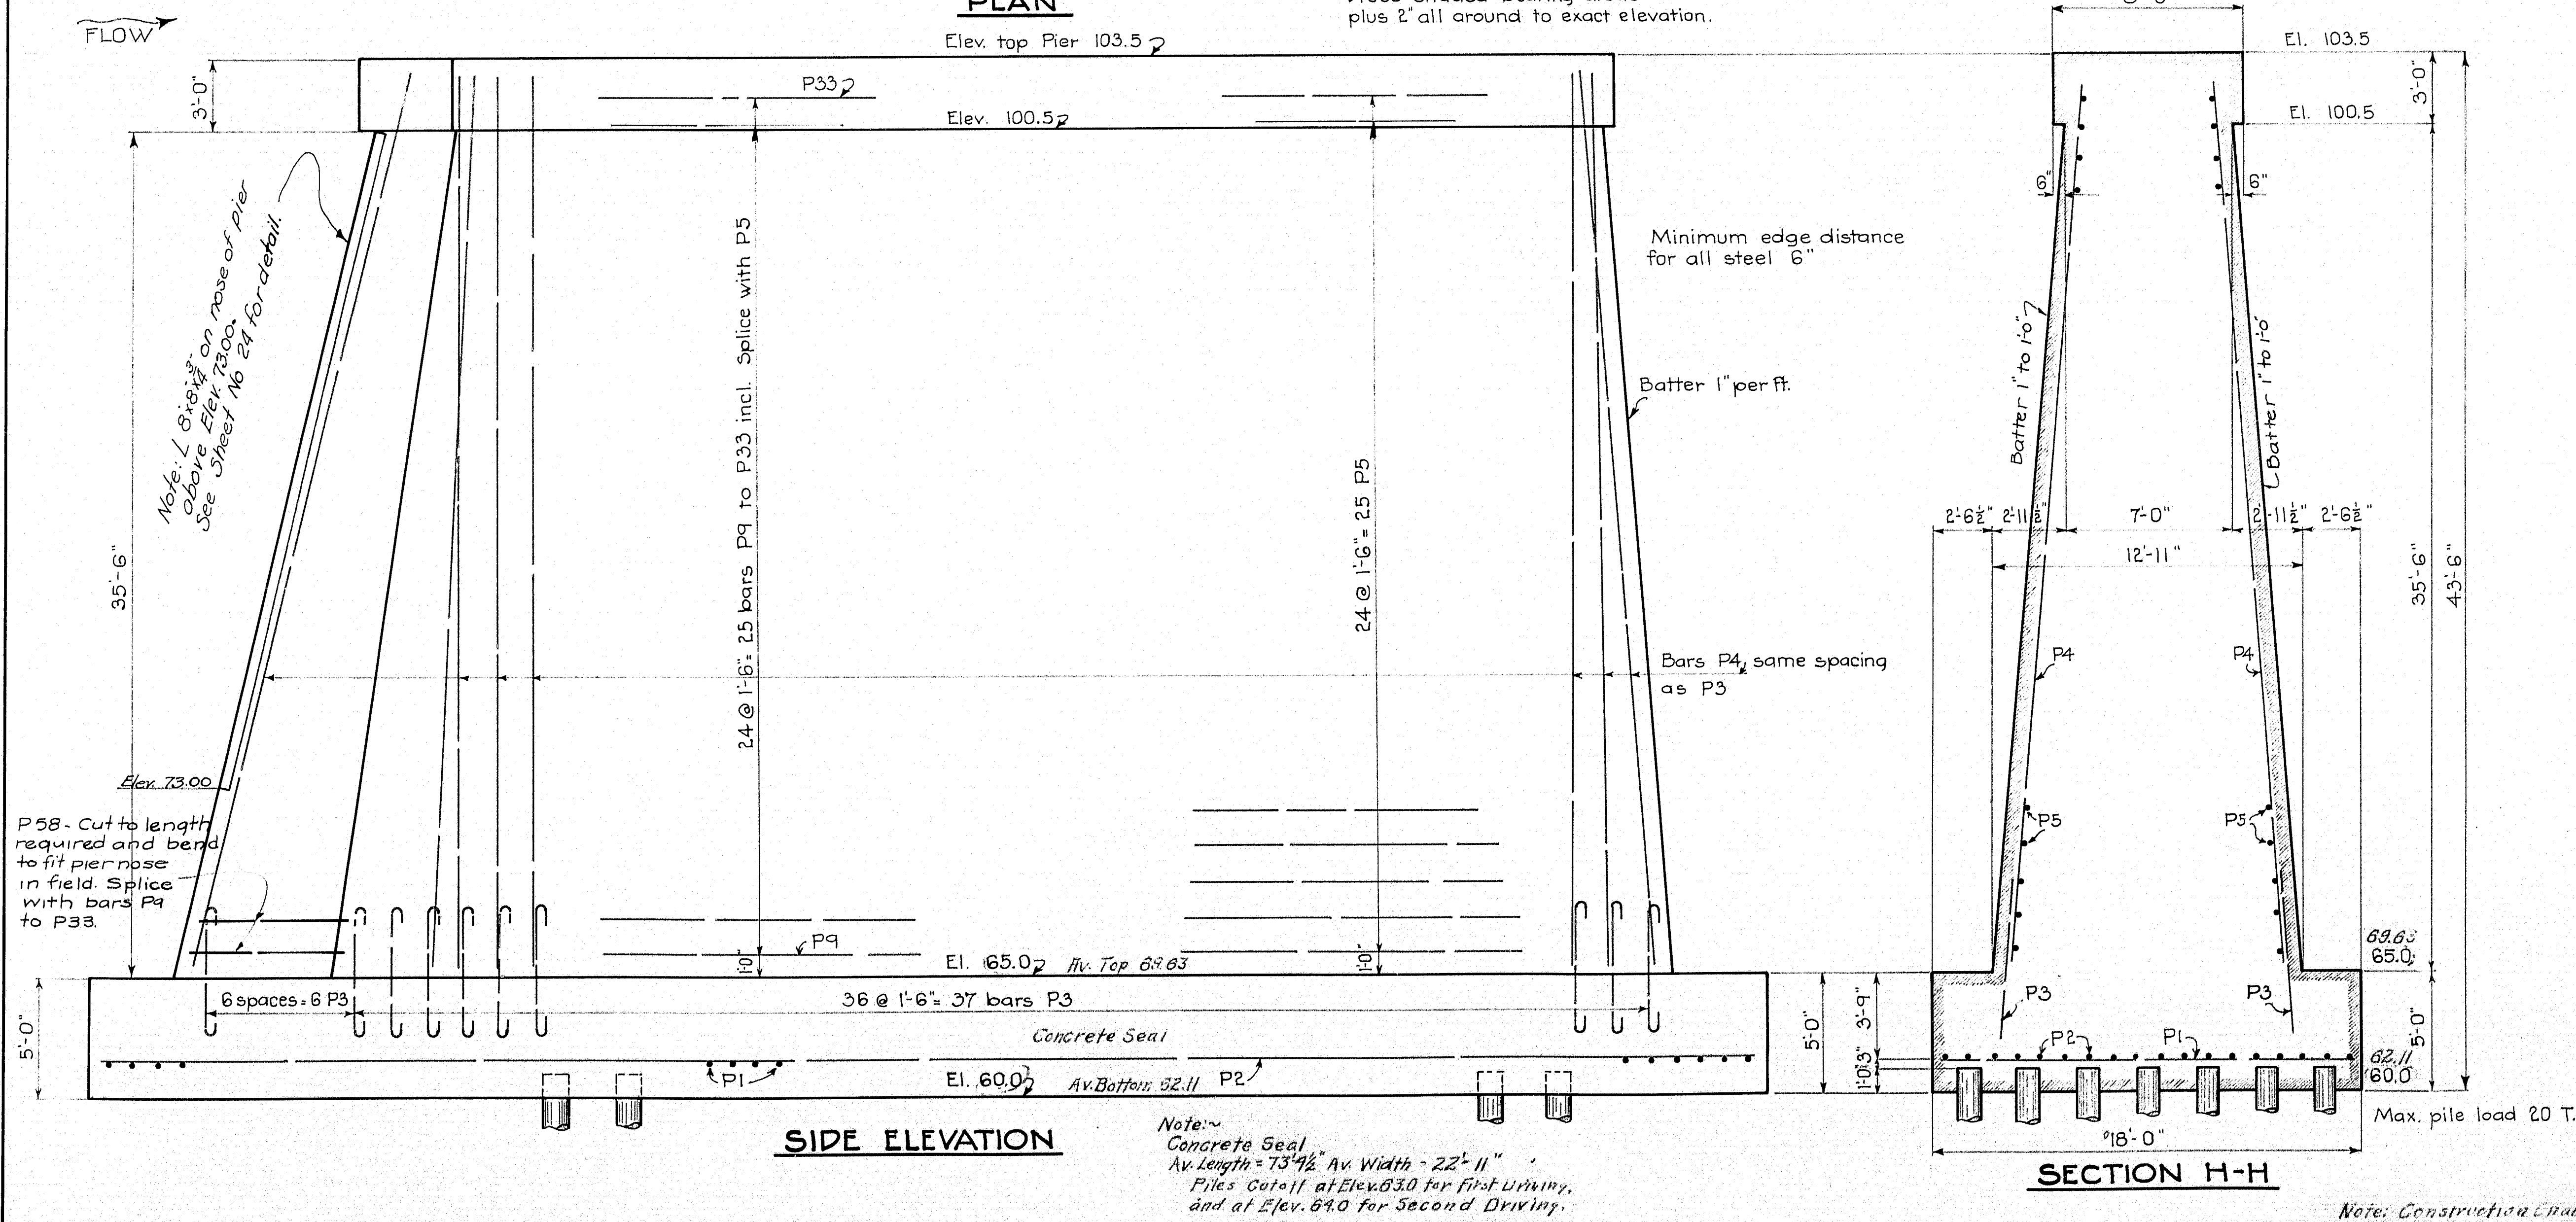 PLAN
plus 2" all around to exact elevation.
FLOW
Elev. top Pier 103.5
El. 103.5
3'-0"
P33
3'-0"
Elev. 100.5
El. 100.5
6"
6"
Note: L 8x8x3/4 on nose of pier
above Elev. 73.00.
See Sheet No 24 for detail.
Minimum edge distance
for all steel 6"
24 @ 1'-6" = 25 bars P9 to P33 incl. Splice with P5
24 @ 1'-6" = 25 P5
Batter 1" per ft.
Batter 1" to 1'-0"
Batter 1" to 1'-0"
2'-6½" 2'-11½" 7'-0" 2'-11½" 2'-6½"
12'-11"
35'-6"
35'-6"
43'-6"
Bars P4, same spacing
as P3
P4
P4
Elev. 73.00
P58 - Cut to length
required and bend
to fit pier nose
in field. Splice
with bars P9
to P33.
P5
P5
P9
1'-0"
1'-0"
El. 65.0 Av. Top 69.63
69.63
65.0
6 spaces = 6 P3
36 @ 1'-6" = 37 bars P3
P3
P3
5'-0"
Concrete Seal
5'-0"
3'-9"
3"
1'-0"
5'-0"
P2
P1
P1
El. 60.0 Av. Bottom 62.11 P2
62.11
60.0
Max. pile load 20 T.
18'-0"
SIDE ELEVATION
SECTION H-H
Note:~
Concrete Seal
Av. Length = 73'-9½" Av. Width - 22'-11"
Piles Cutoff at Elev. 63.0 for First Driving,
and at Elev. 64.0 for Second Driving.
Note: Construction